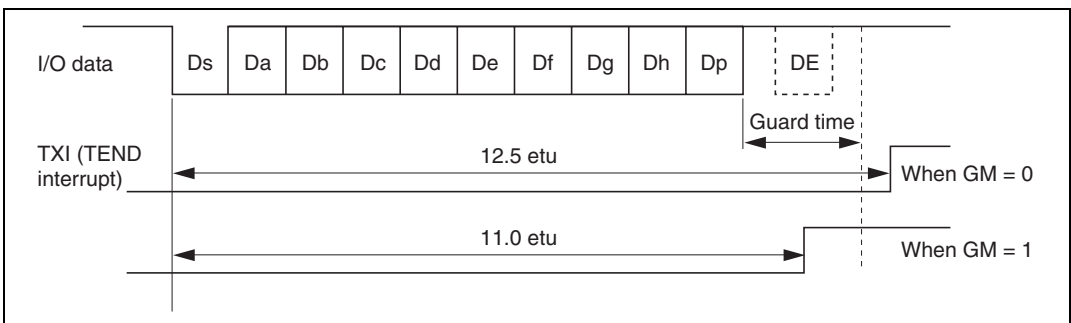 I/O data
Ds Da Db Dc Dd De Df Dg Dh Dp DE
Guard time
TXI (TEND
interrupt)
12.5 etu
When GM = 0
11.0 etu
When GM = 1